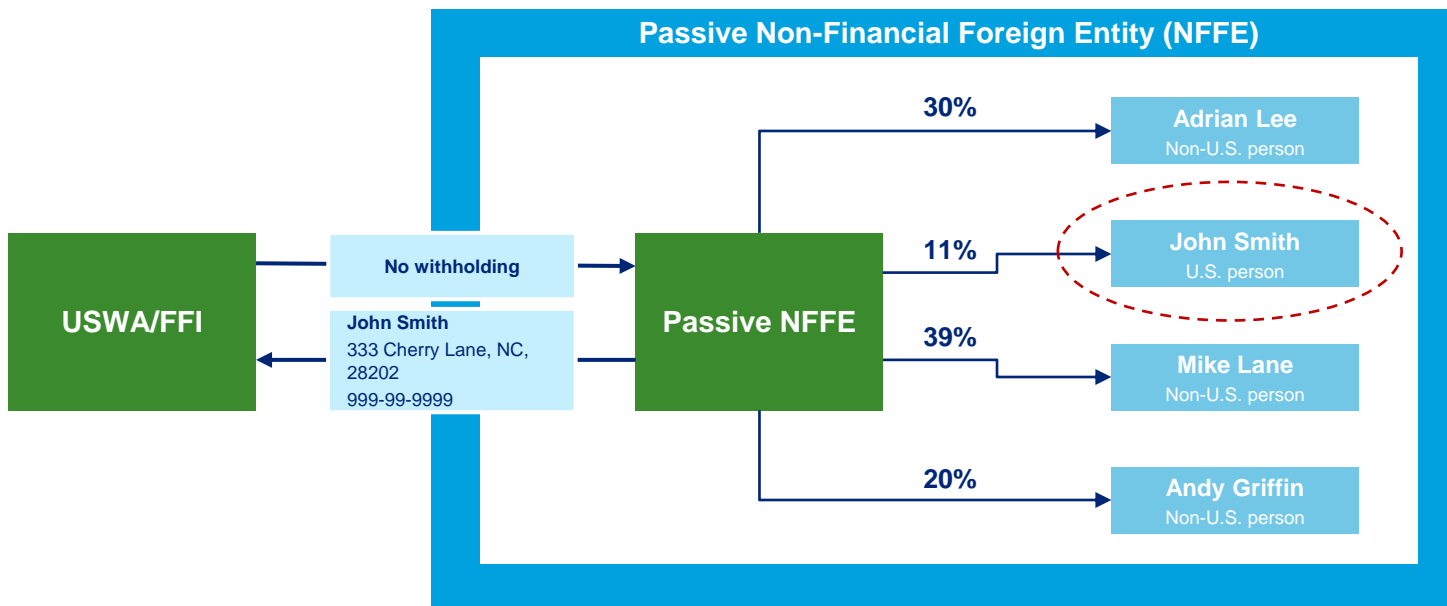 Passive Non-Financial Foreign Entity (NFFE)
30%
Adrian Lee
Non-U.S. person
11%
John Smith
U.S. person
No withholding
USWA/FFI
John Smith
333 Cherry Lane, NC,
28202
999-99-9999
Passive NFFE
39%
Mike Lane
Non-U.S. person
20%
Andy Griffin
Non-U.S. person